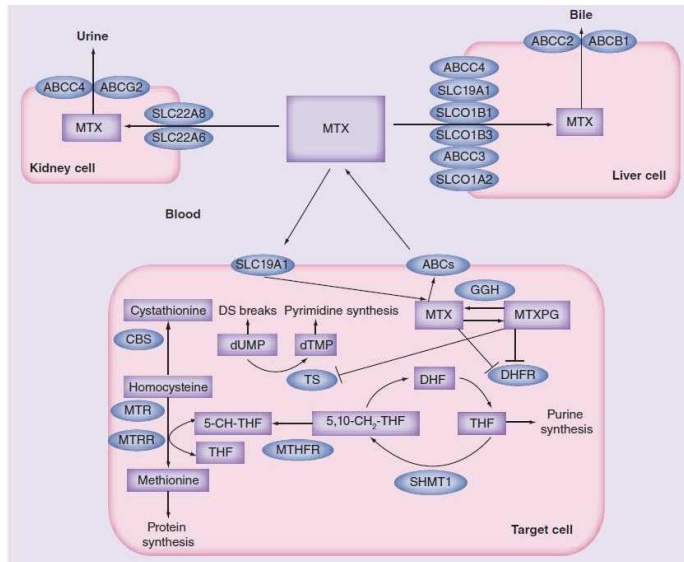 Urine
ABCC4
ABCG2
MTX
SLC22A8
SLC22A6
Kidney cell
MTX
Bile
ABCC2
ABCB1
ABCC4
SLC19A1
SLCO1B1
SLCO1B3
ABCC3
SLCO1A2
MTX
Liver cell
Blood
SLC19A1
ABCs
GGH
MTX
MTXPG
DHFR
Cystathionine
CBS
Homocysteine
MTR
MTRR
Methionine
Protein
synthesis
DS breaks
Pyrimidine synthesis
dUMP
dTMP
TS
DHF
5-CH-THF
5,10-CH₂-THF
THF
Purine
synthesis
THF
MTHFR
SHMT1
Target cell